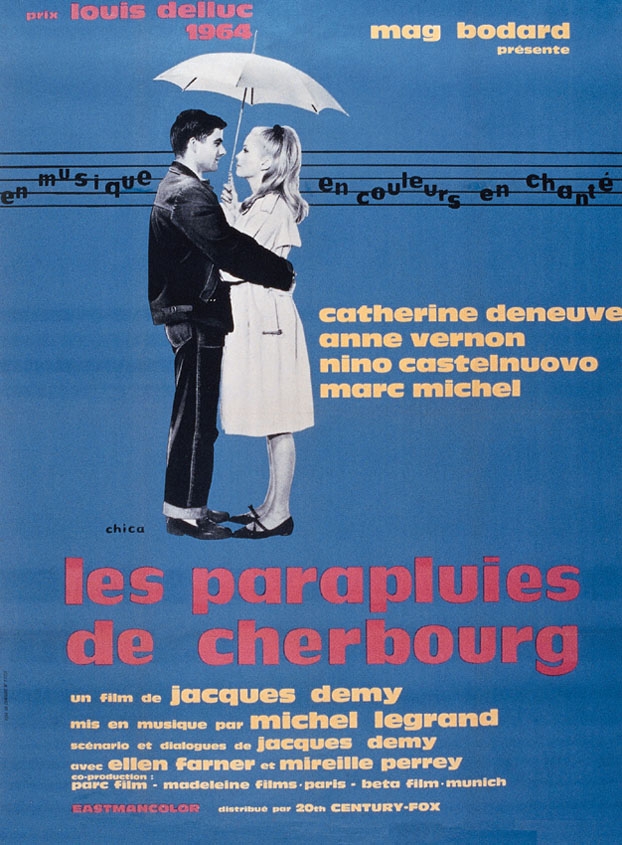 prix louis delluc
1964
mag bodard
présente
en musique en couleurs en chanté
catherine deneuve
anne vernon
nino castelnuovo
marc michel
chica
les parapluies
de cherbourg
un film de jacques demy
mis en musique par michel legrand
scénario et dialogues de jacques demy
avec ellen farner et mireille perrey
co-production :
parc film - madeleine films - paris - beta film - munich
EASTMANCOLOR distribué par 20th CENTURY-FOX